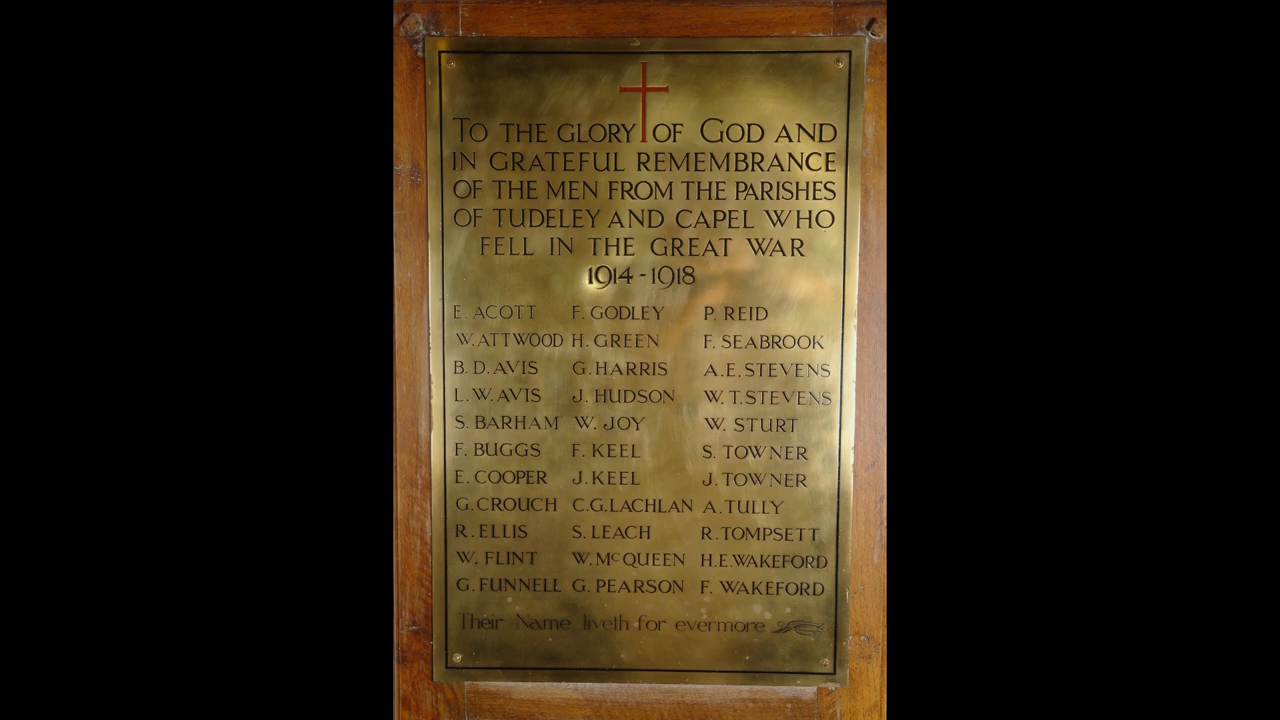 TO THE GLORY OF GOD AND
IN GRATEFUL REMEMBRANCE
OF THE MEN FROM THE PARISHES
OF TUDELEY AND CAPEL WHO
FELL IN THE GREAT WAR
1914-1918
E. ACOTT F. GODLEY P. REID
W. ATTWOOD H. GREEN F. SEABROOK
B. D. AVIS G. HARRIS A.E. STEVENS
L. W. AVIS J. HUDSON W. T. STEVENS
S. BARHAM W. JOY W. STURT
F. BUGGS F. KEEL S. TOWNER
E. COOPER J. KEEL J. TOWNER
G. CROUCH C.G. LACHLAN A. TULLY
R. ELLIS S. LEACH R. TOMPSETT
W. FLINT W. McQUEEN H.E. WAKEFORD
G. FUNNELL G. PEARSON F. WAKEFORD
Their Name liveth for evermore